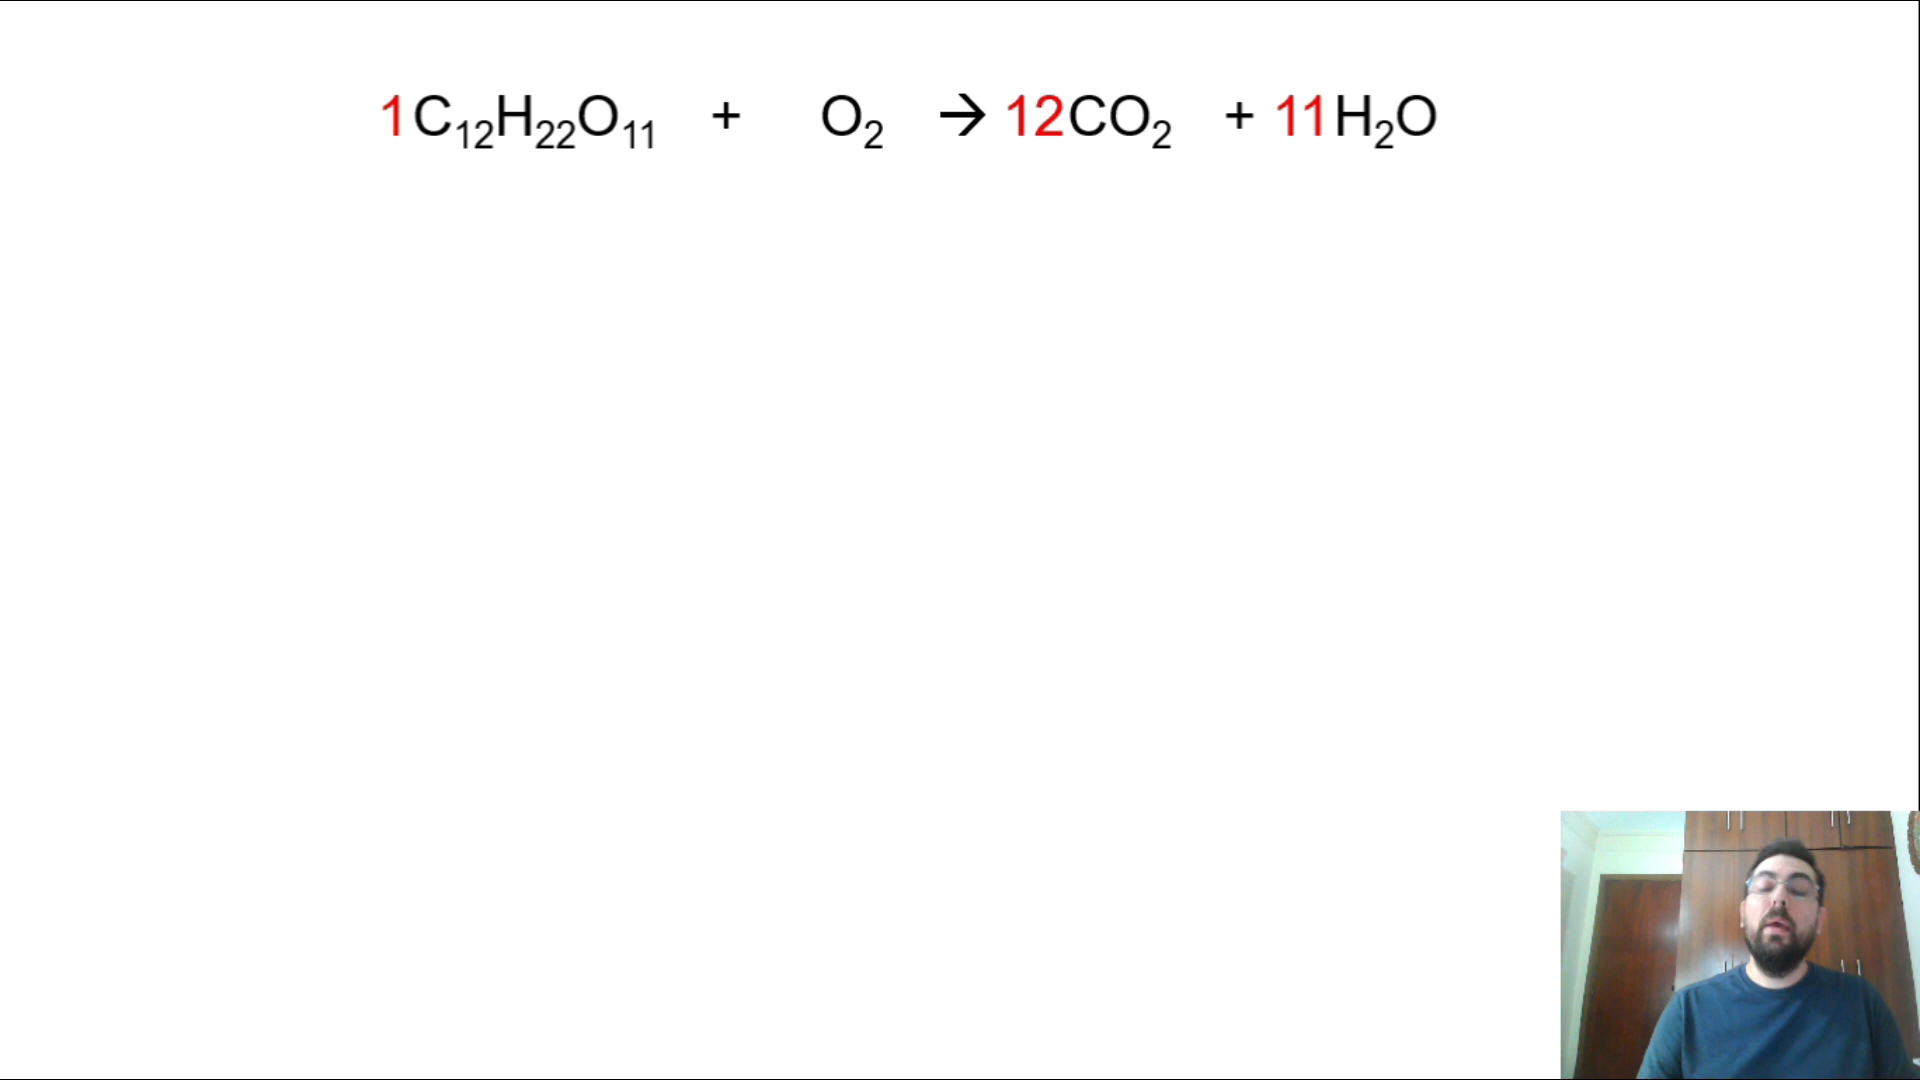 1C₁₂H₂₂O₁₁ + O₂ → 12CO₂ + 11H₂O